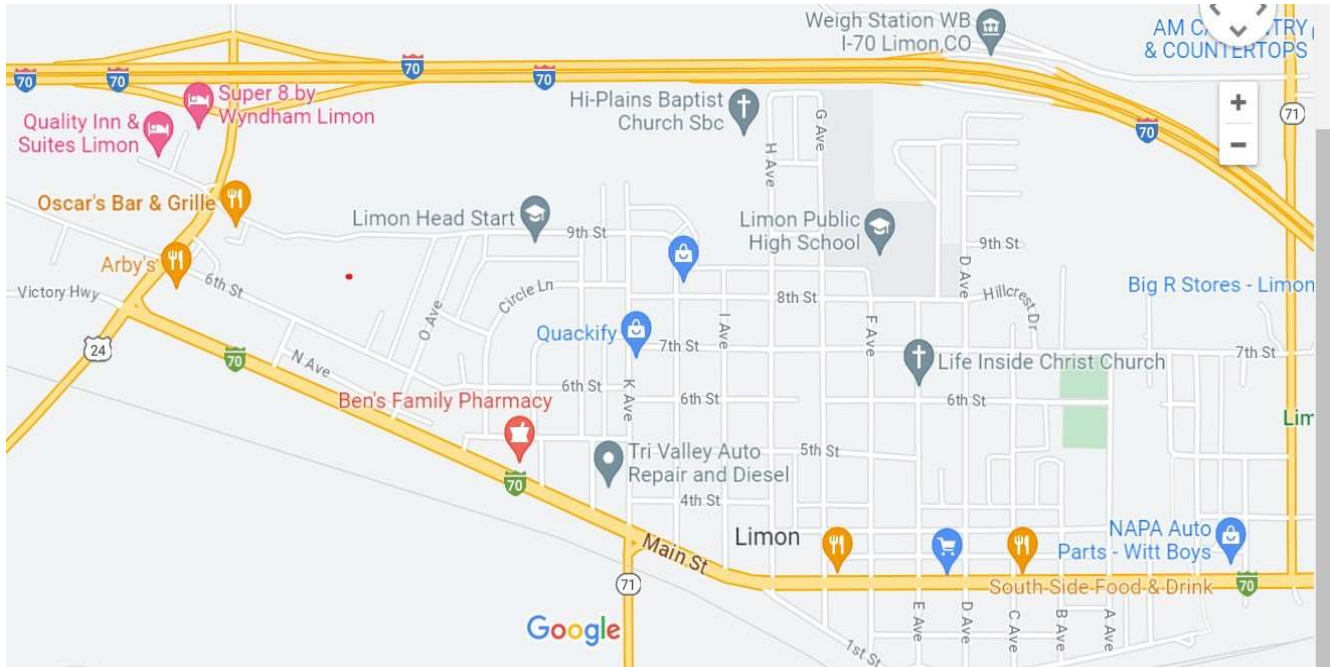 Weigh Station WB
I-70 Limon,CO
AM CA
TRY
& COUNTERTOPS
70
70
70
70
Super 8 by
Wyndham Limon
Hi-Plains Baptist
Church Sbc
+
−
71
70
Quality Inn &
Suites Limon
G Ave
H Ave
Oscar's Bar & Grille
Limon Head Start
9th St
Limon Public
High School
D Ave
9th St
Arby's
6th St
Victory Hwy
Circle Ln
8th St
Hillcrest Dr
Big R Stores - Limon
O Ave
Quackify
I Ave
F Ave
24
70
7th St
7th St
N Ave
Life Inside Christ Church
6th St
K Ave
Ben's Family Pharmacy
6th St
6th St
Lim
Tri Valley Auto
Repair and Diesel
5th St
70
4th St
Limon
NAPA Auto
Parts - Witt Boys
Main St
71
South-Side-Food-&-Drink
70
Google
E Ave
D Ave
C Ave
B Ave
A Ave
1st St